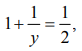 1 + 1/y = 1/2,